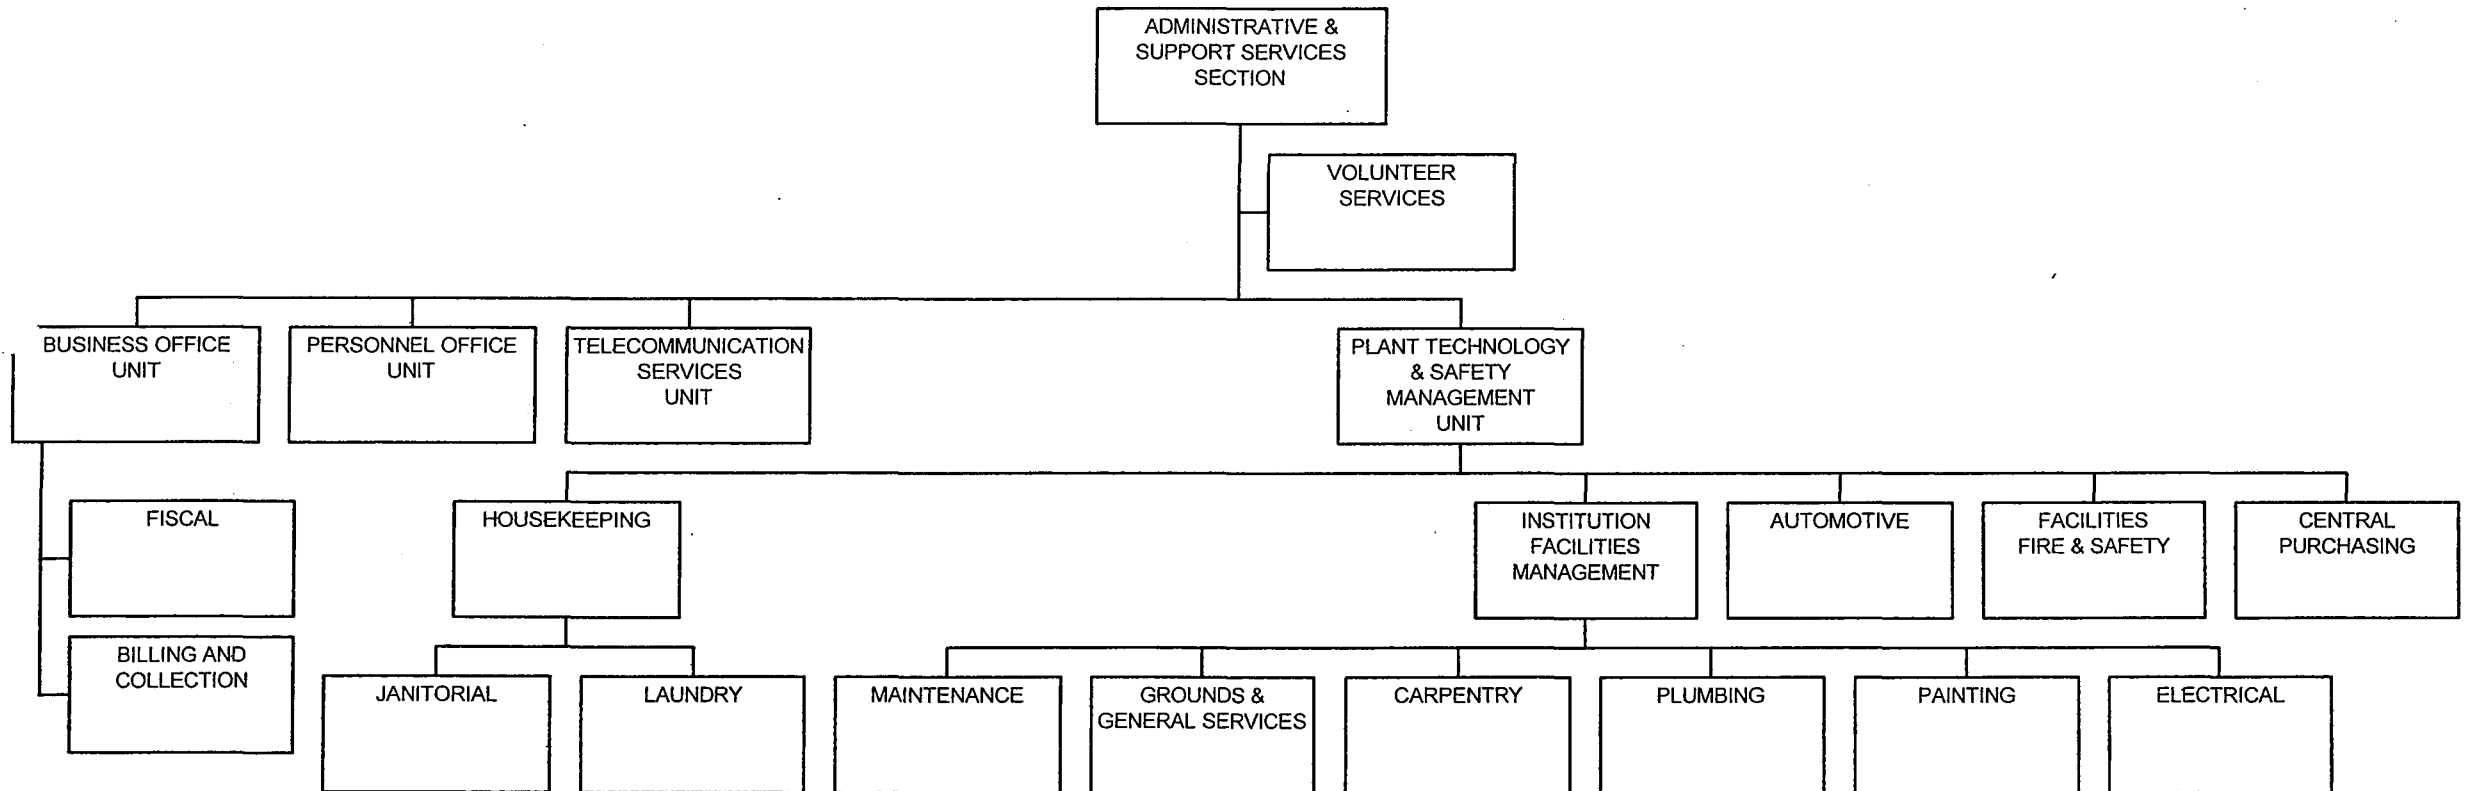 ADMINISTRATIVE &
SUPPORT SERVICES
SECTION
VOLUNTEER
SERVICES
BUSINESS OFFICE
UNIT
PERSONNEL OFFICE
UNIT
TELECOMMUNICATION
SERVICES
UNIT
PLANT TECHNOLOGY
& SAFETY
MANAGEMENT
UNIT
FISCAL
HOUSEKEEPING
INSTITUTION
FACILITIES
MANAGEMENT
AUTOMOTIVE
FACILITIES
FIRE & SAFETY
CENTRAL
PURCHASING
BILLING AND
COLLECTION
JANITORIAL
LAUNDRY
MAINTENANCE
GROUNDS &
GENERAL SERVICES
CARPENTRY
PLUMBING
PAINTING
ELECTRICAL